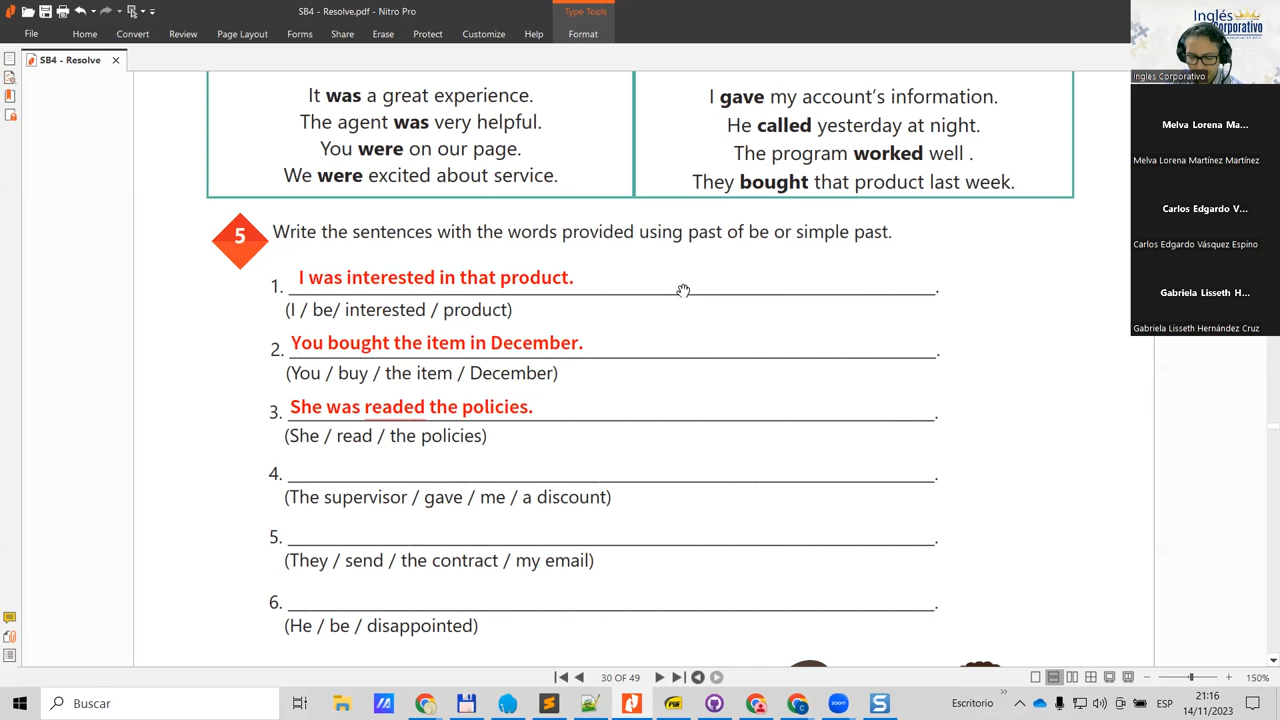 SB4 - Resolve.pdf - Nitro Pro
Type Tools
File Home Convert Review Page Layout Forms Share Erase Protect Customize Help Format
SB4 - Resolve
Inglés
Corporativo
Ingles Corporativo
Melva Lorena Ma...
Melva Lorena Martínez Martínez
Carlos Edgardo V...
Carlos Edgardo Vásquez Espino
Gabriela Lisseth H...
Gabriela Lisseth Hernández Cruz
It was a great experience.
The agent was very helpful.
You were on our page.
We were excited about service.
I gave my account's information.
He called yesterday at night.
The program worked well .
They bought that product last week.
5 Write the sentences with the words provided using past of be or simple past.
1. I was interested in that product. .
(I / be/ interested / product)
2. You bought the item in December. .
(You / buy / the item / December)
3. She was readed the policies. .
(She / read / the policies)
4. .
(The supervisor / gave / me / a discount)
5. .
(They / send / the contract / my email)
6. .
(He / be / disappointed)
30 OF 49
150%
Buscar
Escritorio
ESP
21:16
14/11/2023